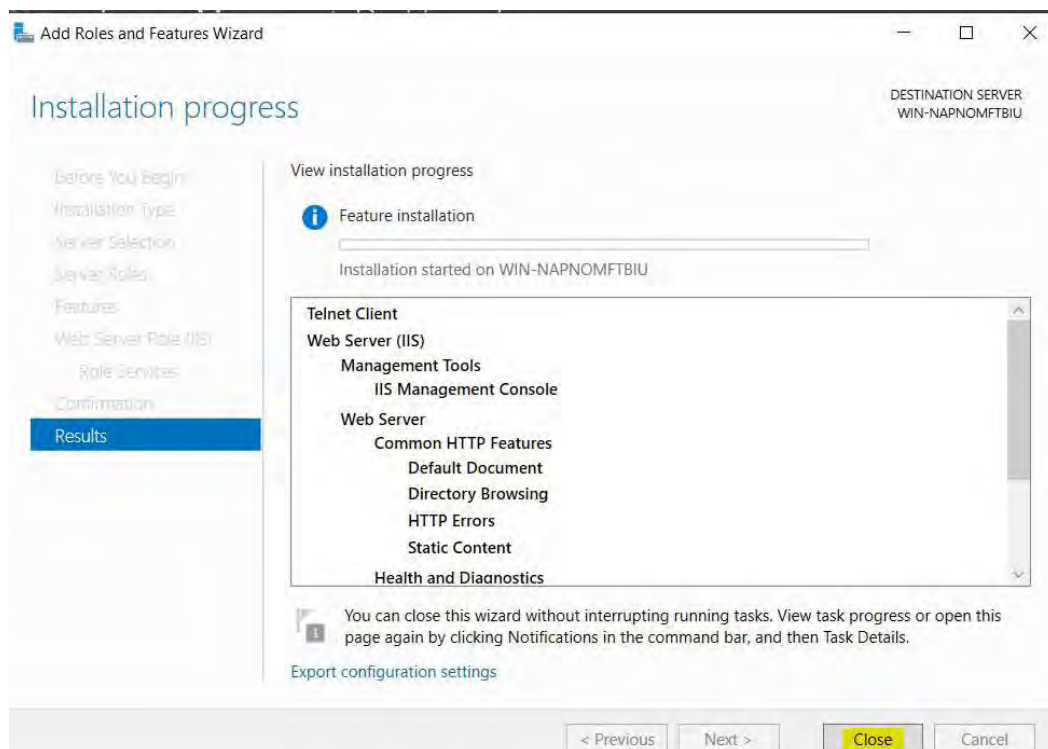 Add Roles and Features Wizard
Installation progress
DESTINATION SERVER
WIN-NAPNOMFTBIU
Before You Begin
Installation Type
Server Selection
Server Roles
Features
Web Server Role (IIS)
Role Services
Confirmation
Results
View installation progress
Feature installation
Installation started on WIN-NAPNOMFTBIU
Telnet Client
Web Server (IIS)
Management Tools
IIS Management Console
Web Server
Common HTTP Features
Default Document
Directory Browsing
HTTP Errors
Static Content
Health and Diagnostics
You can close this wizard without interrupting running tasks. View task progress or open this
page again by clicking Notifications in the command bar, and then Task Details.
Export configuration settings
< Previous
Next >
Close
Cancel